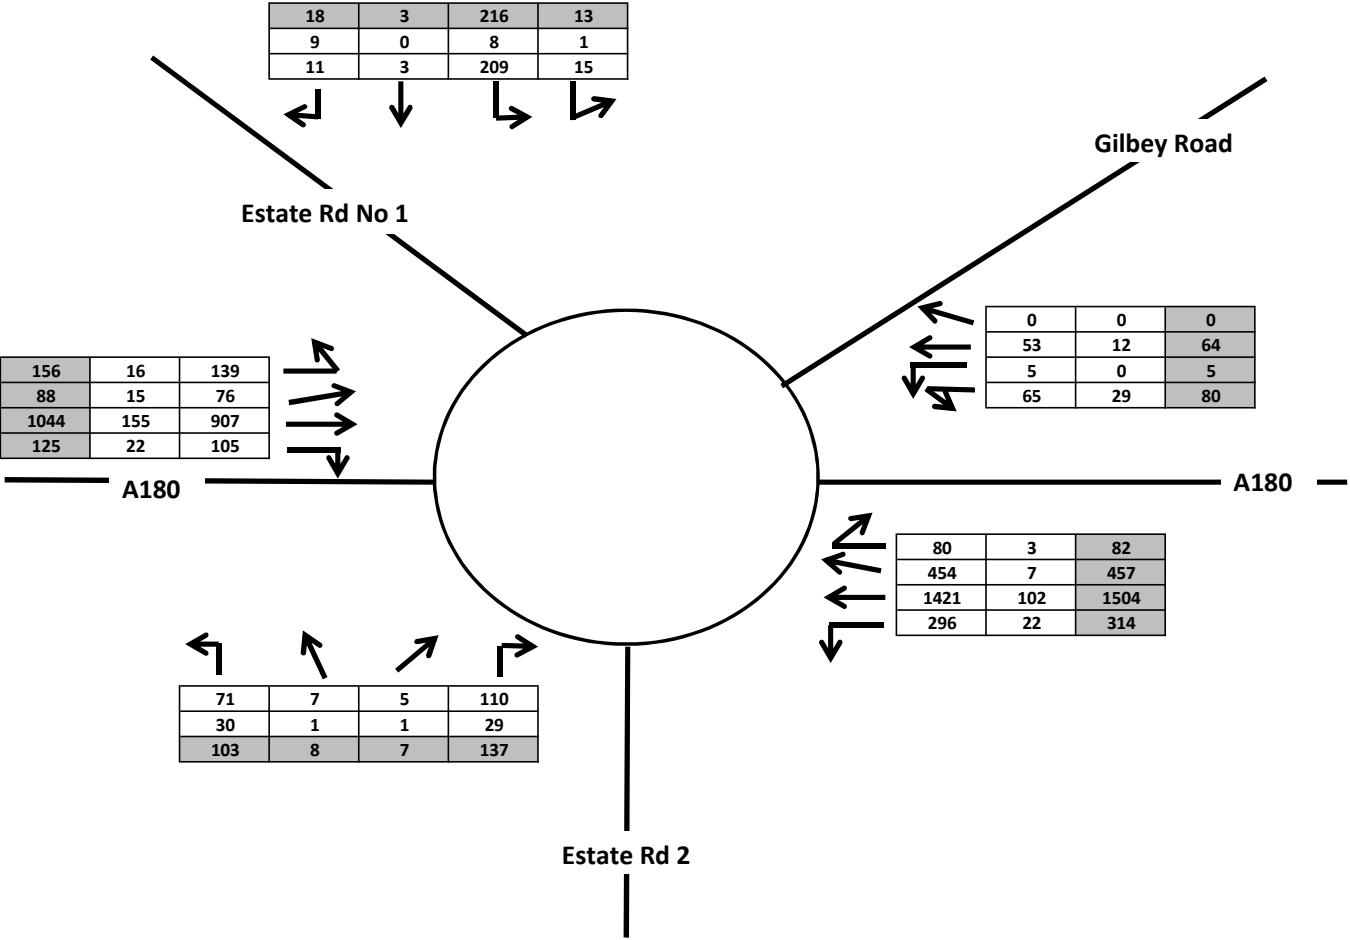 18 3 216 13
9 0 8 1
11 3 209 15
Gilbey Road
Estate Rd No 1
0 0 0
53 12 64
5 0 5
65 29 80
156 16 139
88 15 76
1044 155 907
125 22 105
A180
A180
80 3 82
454 7 457
1421 102 1504
296 22 314
71 7 5 110
30 1 1 29
103 8 7 137
Estate Rd 2